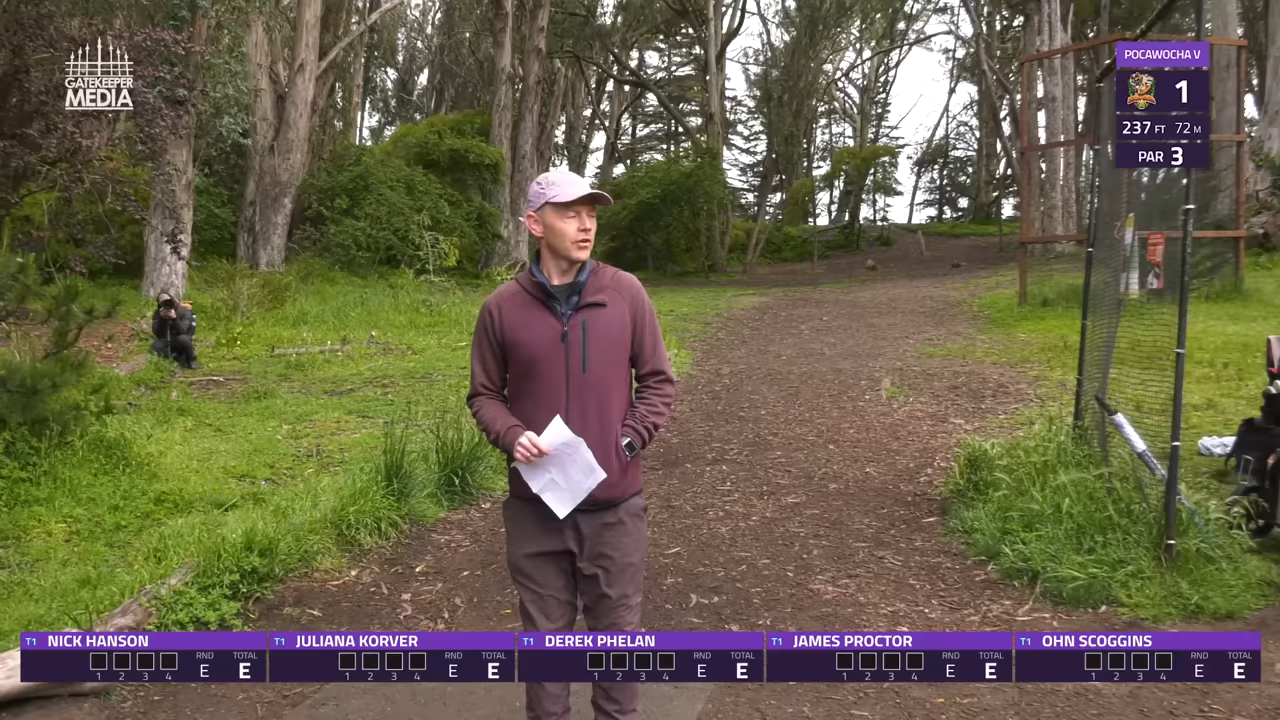 GATEKEEPER
MEDIA
POCAWOCHA V
1
237 FT 72 M
PAR 3
T1 NICK HANSON
1 2 3 4 RND E TOTAL E
T1 JULIANA KORVER
1 2 3 4 RND E TOTAL E
T1 DEREK PHELAN
1 2 3 4 RND E TOTAL E
T1 JAMES PROCTOR
1 2 3 4 RND E TOTAL E
T1 OHN SCOGGINS
1 2 3 4 RND E TOTAL E